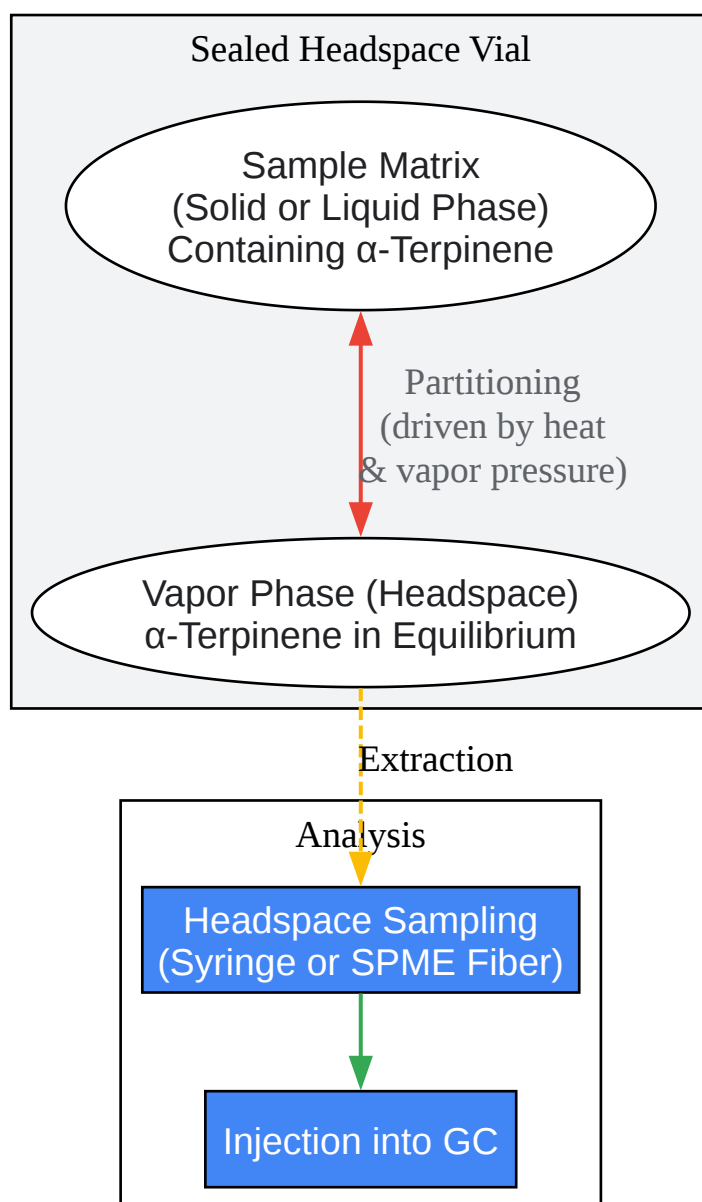 Sealed Headspace Vial
Sample Matrix
(Solid or Liquid Phase)
Containing α-Terpinene
Partitioning
(driven by heat
& vapor pressure)
Vapor Phase (Headspace)
α-Terpinene in Equilibrium
Extraction
Analysis
Headspace Sampling
(Syringe or SPME Fiber)
Injection into GC